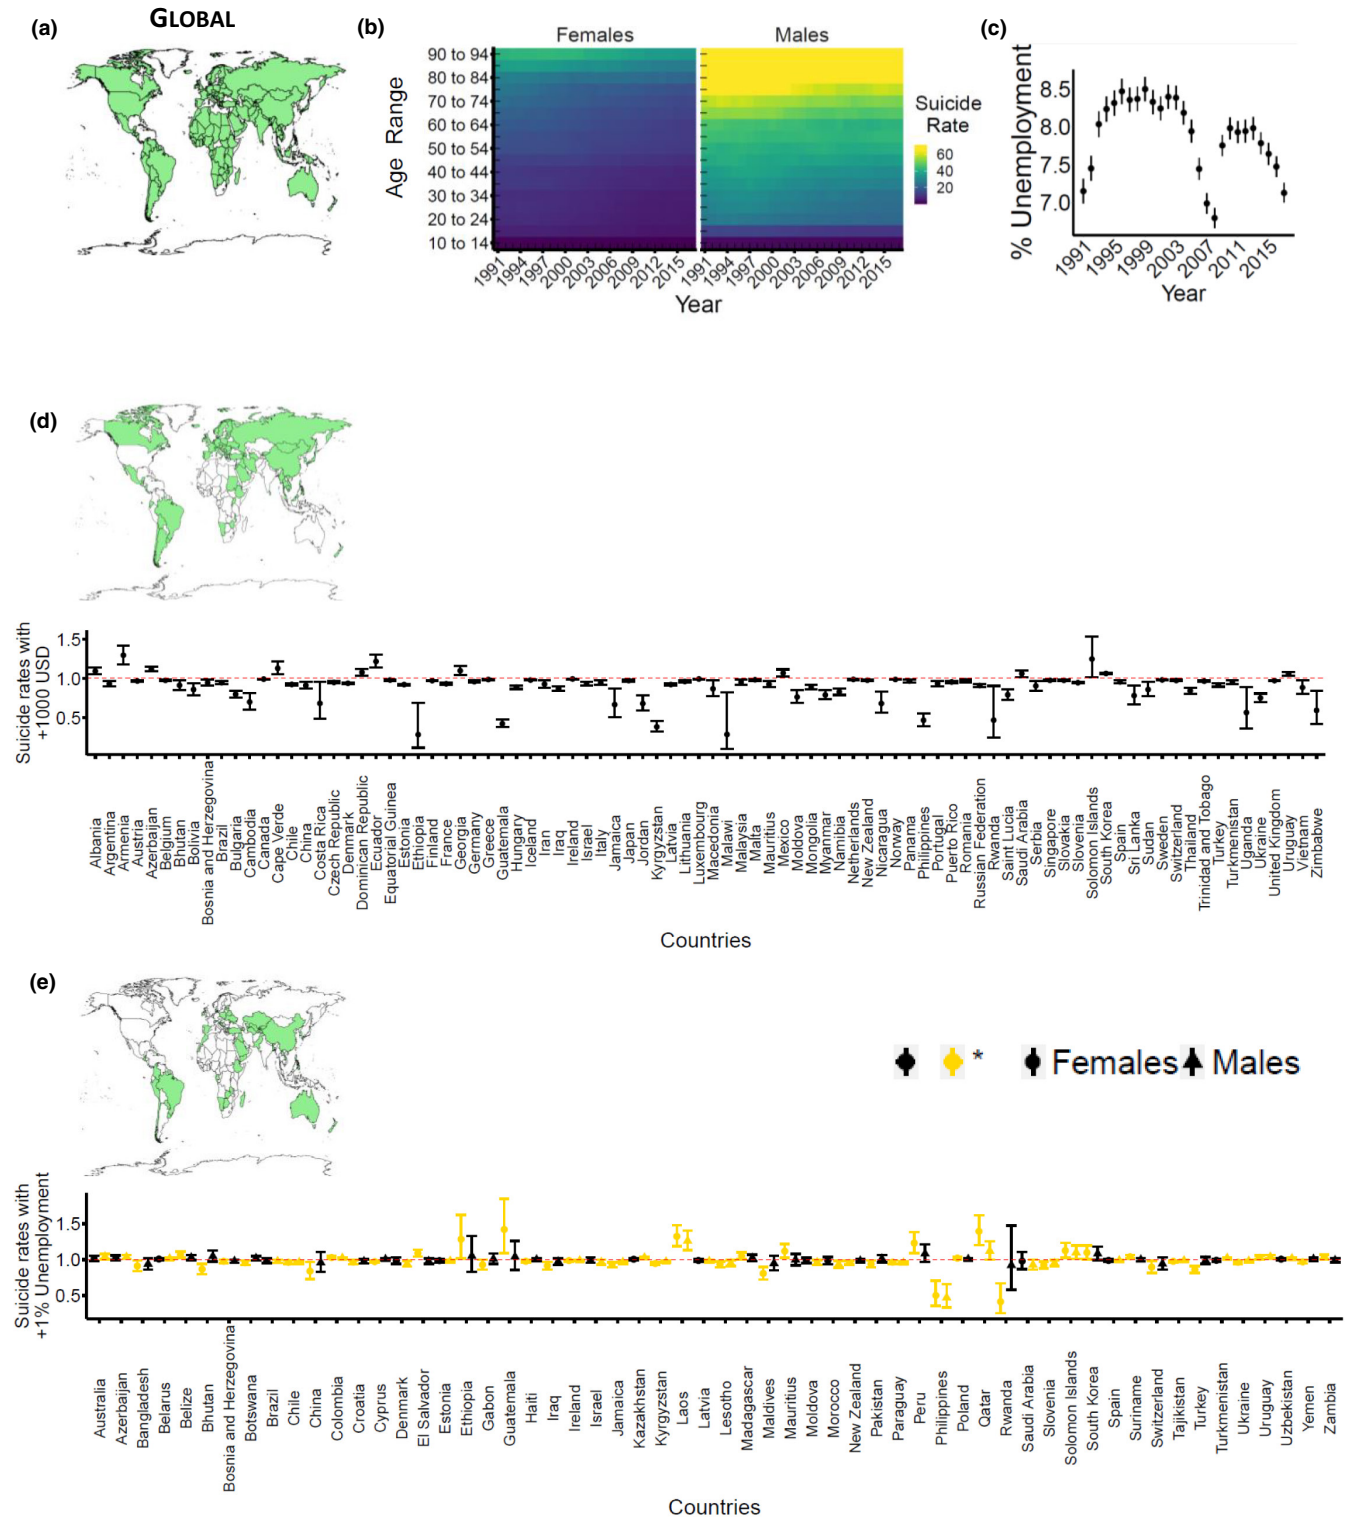 GLOBAL
(a)
(b)
Females
Males
90 to 94
80 to 84
70 to 74
60 to 64
50 to 54
40 to 44
30 to 34
20 to 24
10 to 14
Age Range
1991
1994
1997
2000
2003
2006
2009
2012
2015
1991
1994
1997
2000
2003
2006
2009
2012
2015
Year
Suicide
Rate
60
40
20
(c)
% Unemployment
8.5
8.0
7.5
7.0
1991
1995
1999
2003
2007
2011
2015
Year
(d)
Suicide rates with
+1000 USD
1.5
1.0
0.5
Albania
Argentina
Armenia
Austria
Azerbaijan
Belgium
Bhutan
Bolivia
Bosnia and Herzegovina
Brazil
Bulgaria
Cambodia
Canada
Cape Verde
Chile
China
Costa Rica
Czech Republic
Denmark
Dominican Republic
Ecuador
Equatorial Guinea
Estonia
Ethiopia
Finland
France
Georgia
Germany
Greece
Guatemala
Hungary
Iceland
Iran
Iraq
Ireland
Israel
Italy
Jamaica
Japan
Jordan
Kyrgyzstan
Latvia
Lithuania
Luxembourg
Macedonia
Malawi
Malaysia
Malta
Mauritius
Mexico
Moldova
Mongolia
Myanmar
Namibia
Netherlands
New Zealand
Nicaragua
Norway
Panama
Philippines
Portugal
Puerto Rico
Romania
Russian Federation
Rwanda
Saint Lucia
Saudi Arabia
Serbia
Singapore
Slovakia
Slovenia
Solomon Islands
South Korea
Spain
Sri Lanka
Sudan
Sweden
Switzerland
Thailand
Trinidad and Tobago
Turkey
Turkmenistan
Uganda
Ukraine
United Kingdom
Uruguay
Vietnam
Zimbabwe
Countries
(e)
*
Females
Males
Suicide rates with
+1% Unemployment
1.5
1.0
0.5
Australia
Azerbaijan
Bangladesh
Belarus
Belize
Bhutan
Bosnia and Herzegovina
Botswana
Brazil
Chile
China
Colombia
Croatia
Cyprus
Denmark
El Salvador
Estonia
Ethiopia
Gabon
Guatemala
Haiti
Iraq
Ireland
Israel
Jamaica
Kazakhstan
Kyrgyzstan
Laos
Latvia
Lesotho
Madagascar
Maldives
Mauritius
Moldova
Morocco
New Zealand
Pakistan
Paraguay
Peru
Philippines
Poland
Qatar
Rwanda
Saudi Arabia
Slovenia
Solomon Islands
South Korea
Spain
Suriname
Switzerland
Tajikistan
Turkey
Turkmenistan
Ukraine
Uruguay
Uzbekistan
Yemen
Zambia
Countries